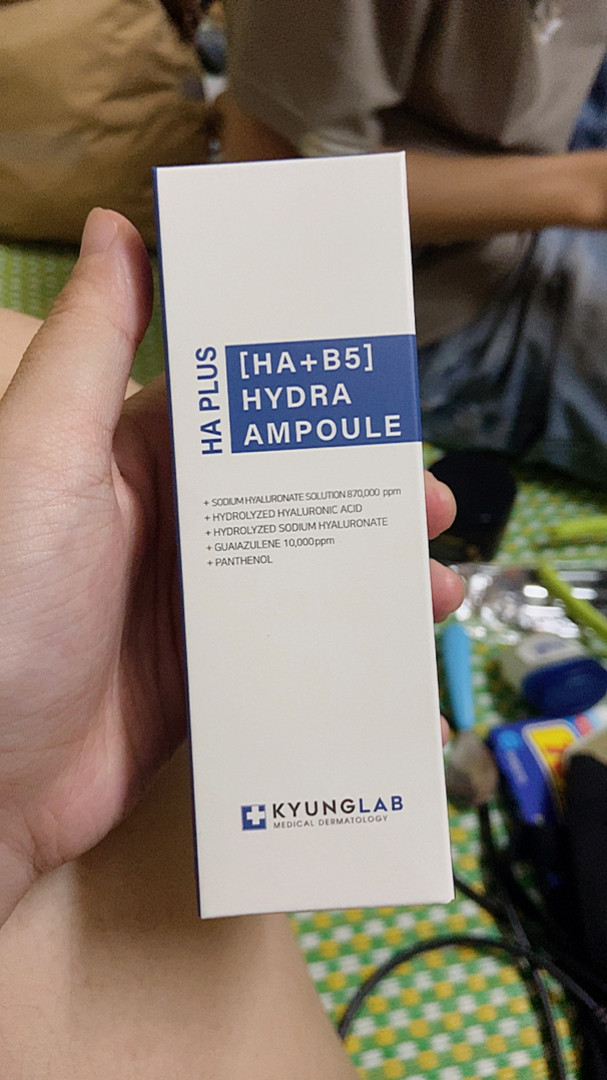 HA PLUS
[HA+B5]
HYDRA
AMPOULE
+ SODIUM HYALURONATE SOLUTION 870,000 ppm
+ HYDROLYZED HYALURONIC ACID
+ HYDROLYZED SODIUM HYALURONATE
+ GUAIAZULENE 10,000ppm
+ PANTHENOL
KYUNGLAB
MEDICAL DERMATOLOGY